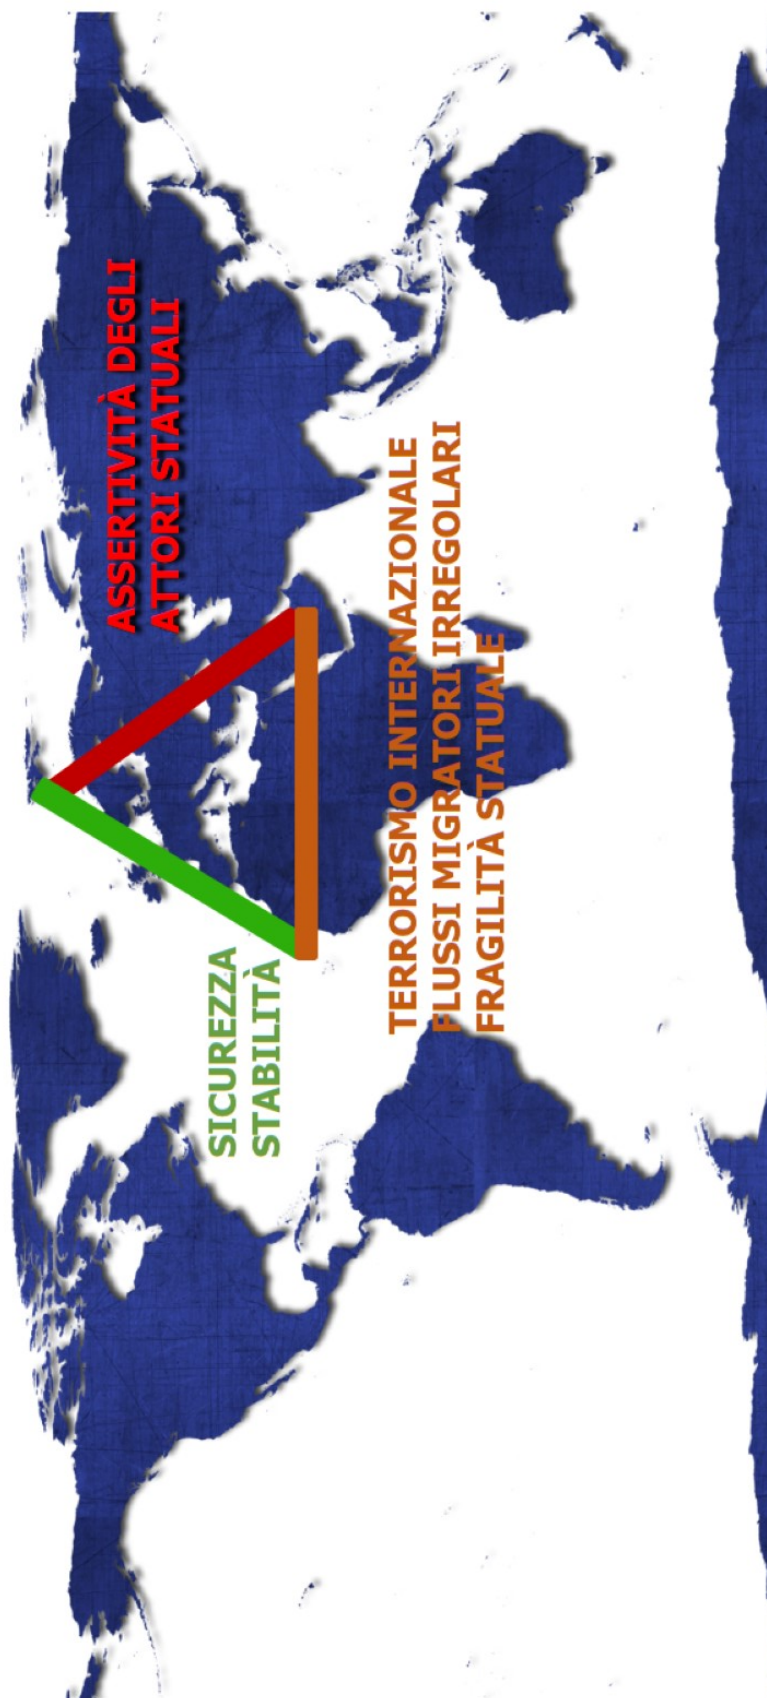 ASSERTIVITÀ DEGLI
ATTORI STATUALI
SICUREZZA
STABILITÀ
TERRORISMO INTERNAZIONALE
FLUSSI MIGRATORI IRREGOLARI
FRAGILITÀ STATUALE